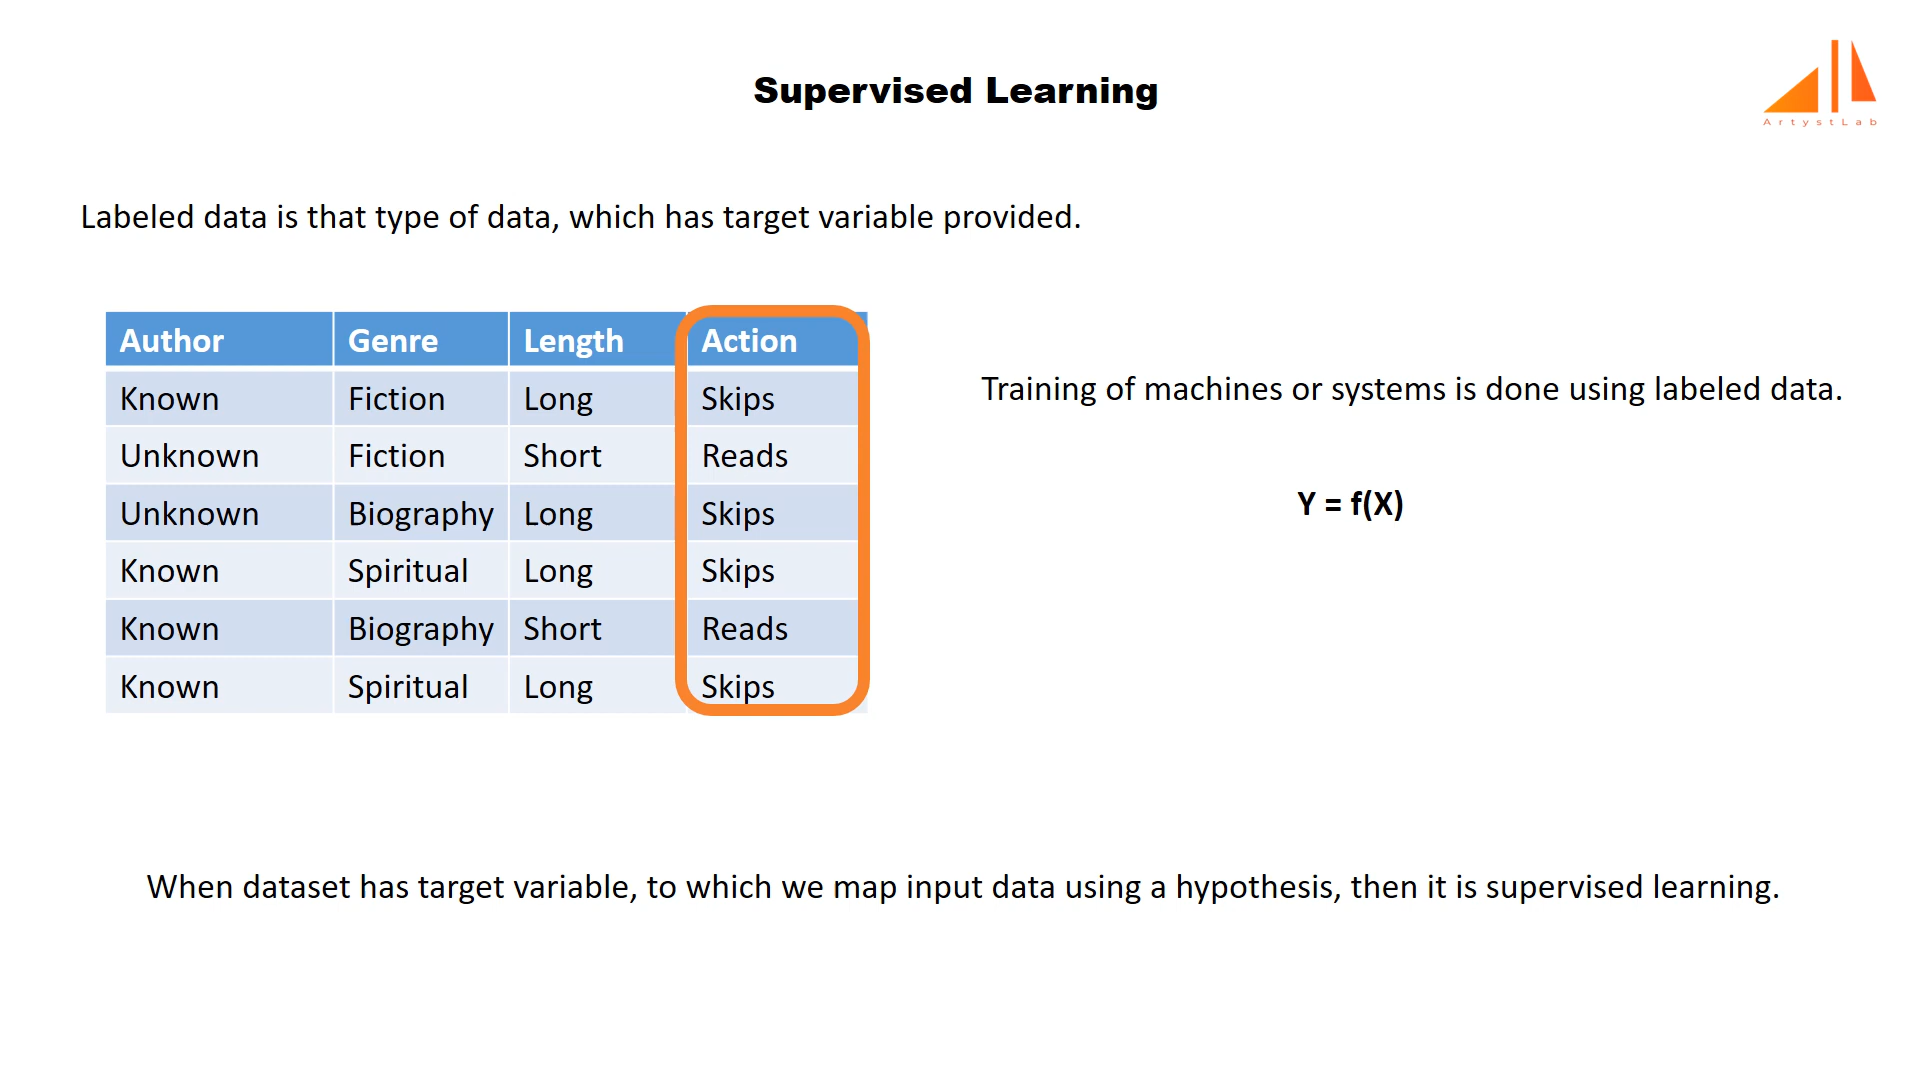 Supervised Learning
ArtystLab
Labeled data is that type of data, which has target variable provided.
Author Genre Length Action
Known Fiction Long Skips
Unknown Fiction Short Reads
Unknown Biography Long Skips
Known Spiritual Long Skips
Known Biography Short Reads
Known Spiritual Long Skips
Training of machines or systems is done using labeled data.
Y = f(X)
When dataset has target variable, to which we map input data using a hypothesis, then it is supervised learning.